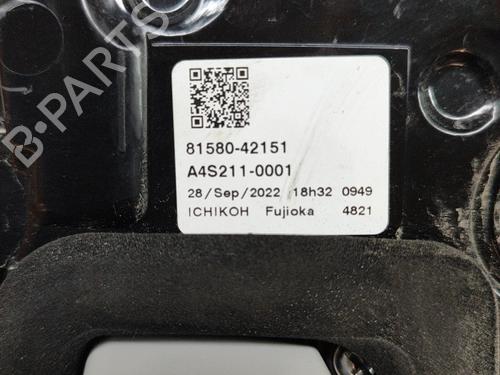 B-PARTS
81580-42151
A4S211-0001
28/Sep/2022 18h32 0949
ICHIKOH Fujioka 4821